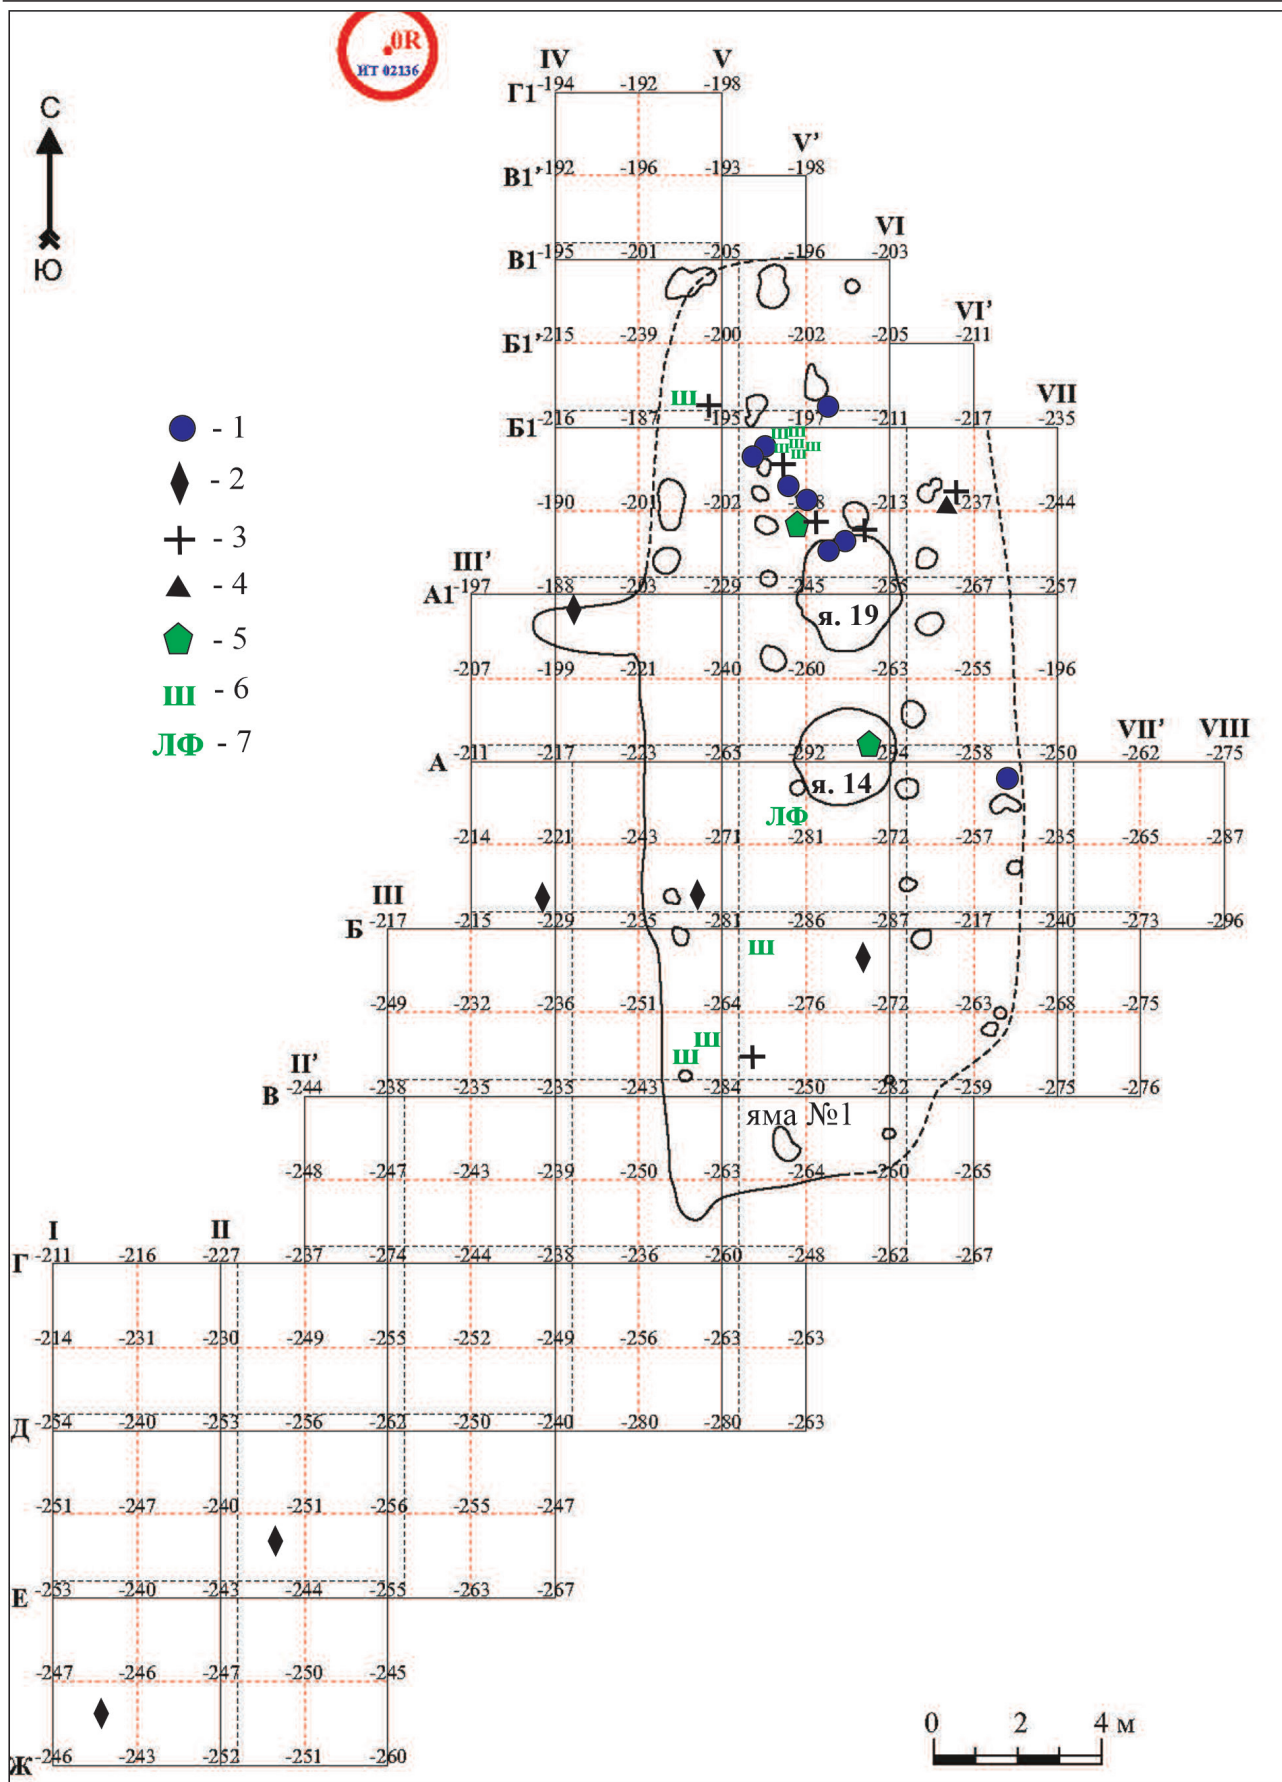 0R
ИТ 02136
IV V
Г1 -194 -192 -198
С
V’
В1’ -192 -196 -193 -198
VI
Ю
В1 -195 -201 -205 -196 -203
VI’
Б1’ -215 -239 -200 -202 -205 -211
VII
Ш
- 1
Б1 -216 -187 -195 -197 -211 -217 -235
Ш Ш
Ш Ш
Ш
Ш
- 2
-190 -201 -202 -213 -237 -244
- 3
III’
А1 -197 -188 -203 -229 -245 -256 -267 -257
- 4
я. 19
- 5
-207 -199 -221 -240 -260 -263 -255 -196
Ш - 6
VII’ VIII
ЛФ - 7
А -211 -217 -223 -265 -292 -294 -258 -250 -262 -275
я. 14
ЛФ
-214 -221 -243 -271 -281 -272 -257 -235 -265 -287
III
Б -217 -215 -229 -235 -281 -286 -287 -217 -240 -273 -296
Ш
-249 -232 -236 -251 -264 -276 -272 -263 -268 -275
Ш
Ш
II’
В -244 -238 -235 -235 -243 -284 -250 -282 -259 -275 -276
яма №1
-248 -247 -243 -239 -250 -263 -264 -260 -265
I II
Г -211 -216 -227 -237 -274 -244 -238 -236 -260 -248 -262 -267
-214 -231 -230 -249 -255 -252 -249 -256 -263 -263
Д -254 -240 -253 -256 -262 -250 -240 -280 -280 -263
-251 -247 -240 -251 -256 -255 -247
Е -253 -240 -243 -244 -255 -263 -267
-247 -246 -247 -250 -245
0 2 4 м
Ж -246 -243 -252 -251 -260